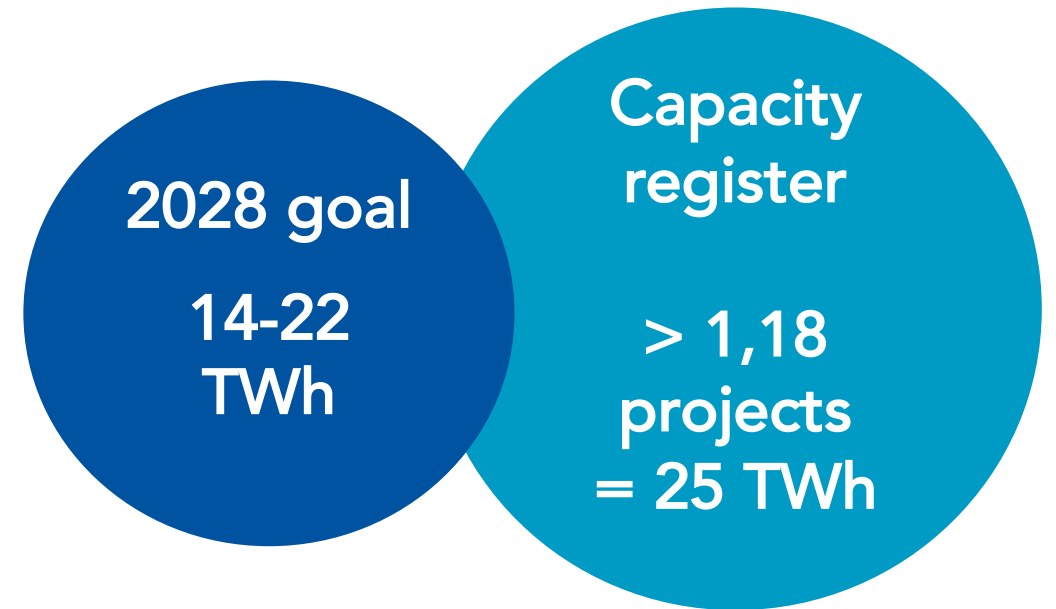 2028 goal
14-22
TWh
Capacity
register
> 1,18
projects
= 25 TWh